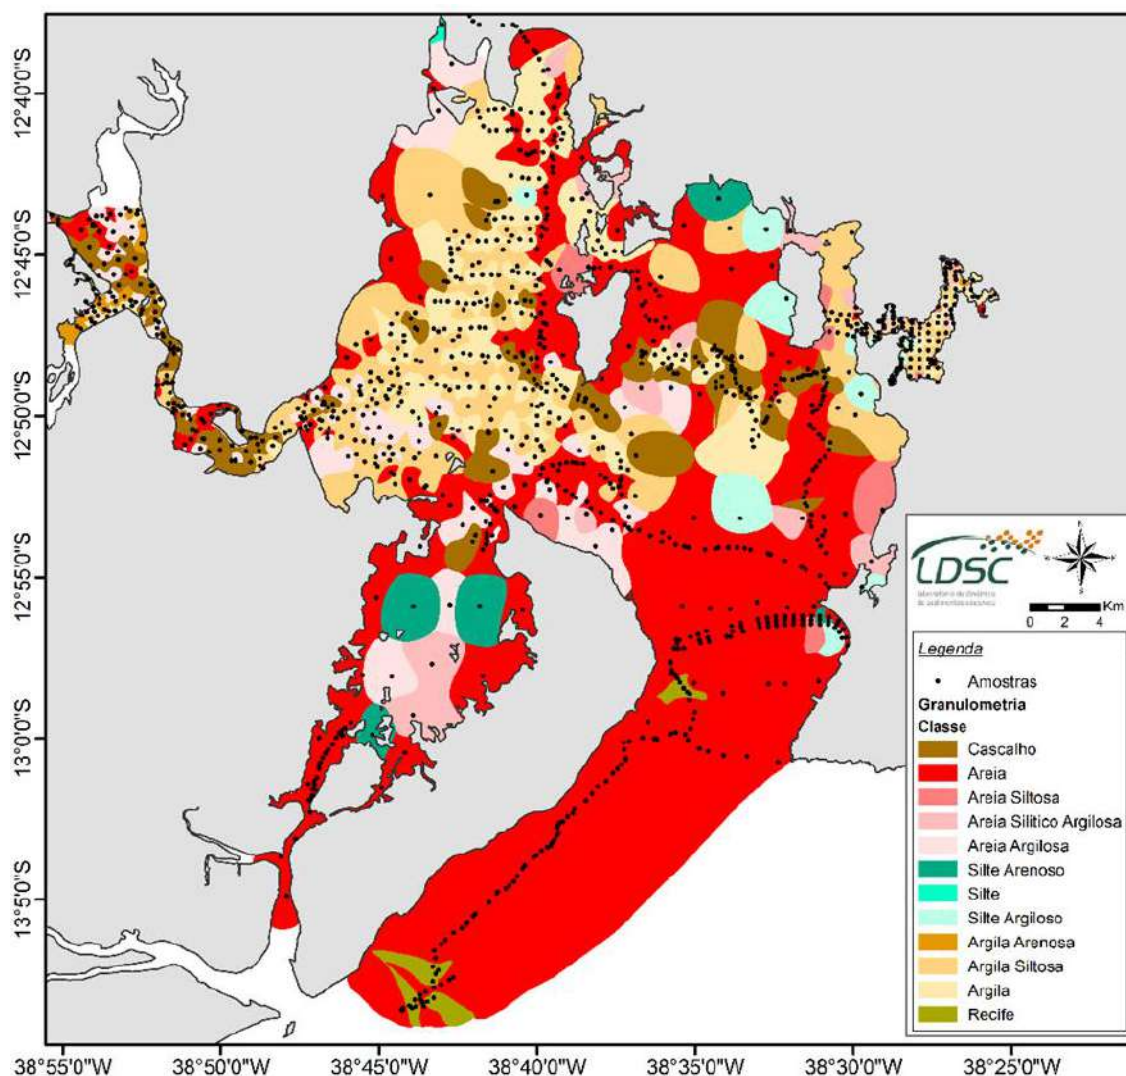 12°40'0"S
12°45'0"S
12°50'0"S
12°55'0"S
13°0'0"S
13°5'0"S
LDSC
Km
0 2 4
Legenda
Amostras
Granulometria
Classe
Cascalho
Areia
Areia Siltosa
Areia Silitico Argilosa
Areia Argilosa
Silte Arenoso
Silte
Silte Argiloso
Argila Arenosa
Argila Siltosa
Argila
Recife
38°55'0"W 38°50'0"W 38°45'0"W 38°40'0"W 38°35'0"W 38°30'0"W 38°25'0"W